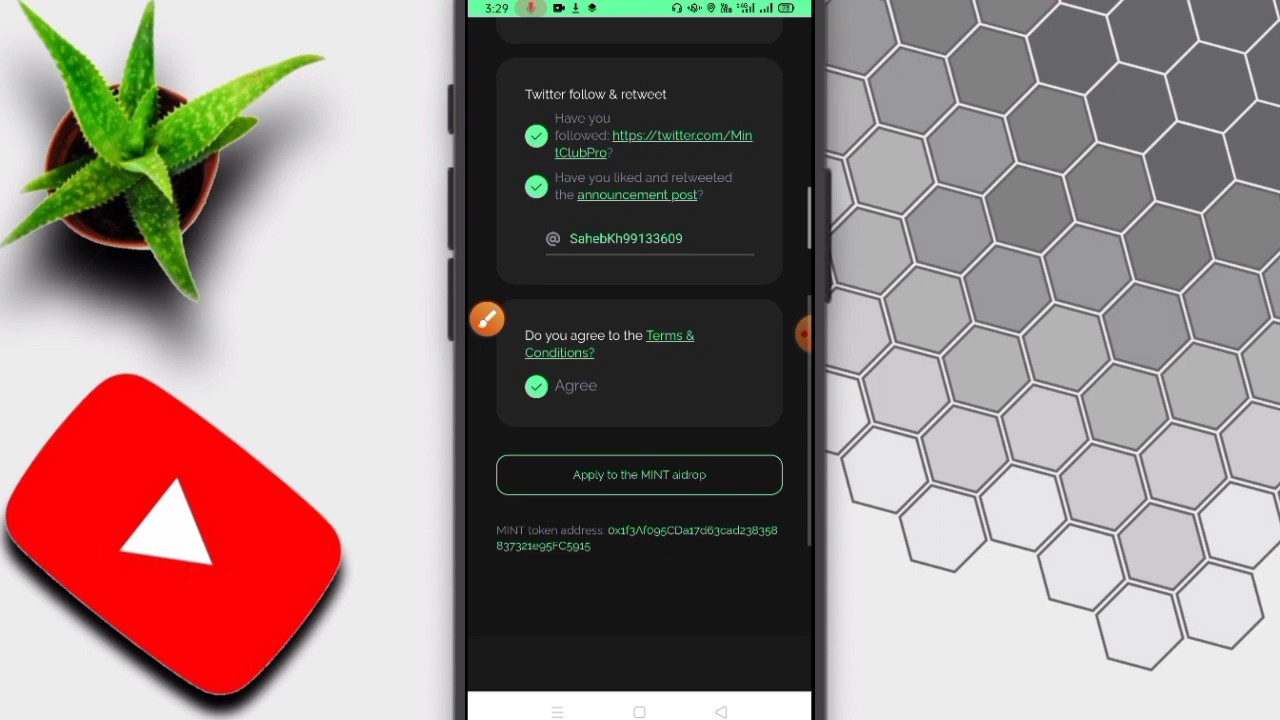 3:29
Twitter follow & retweet
Have you
followed: https://twitter.com/Min
tClubPro?
Have you liked and retweeted
the announcement post?
@ SahebKh99133609
Do you agree to the Terms &
Conditions?
Agree
Apply to the MINT aidrop
MINT token address: 0x1f3Af095CDa17d63cad238358
837321e95FC5915